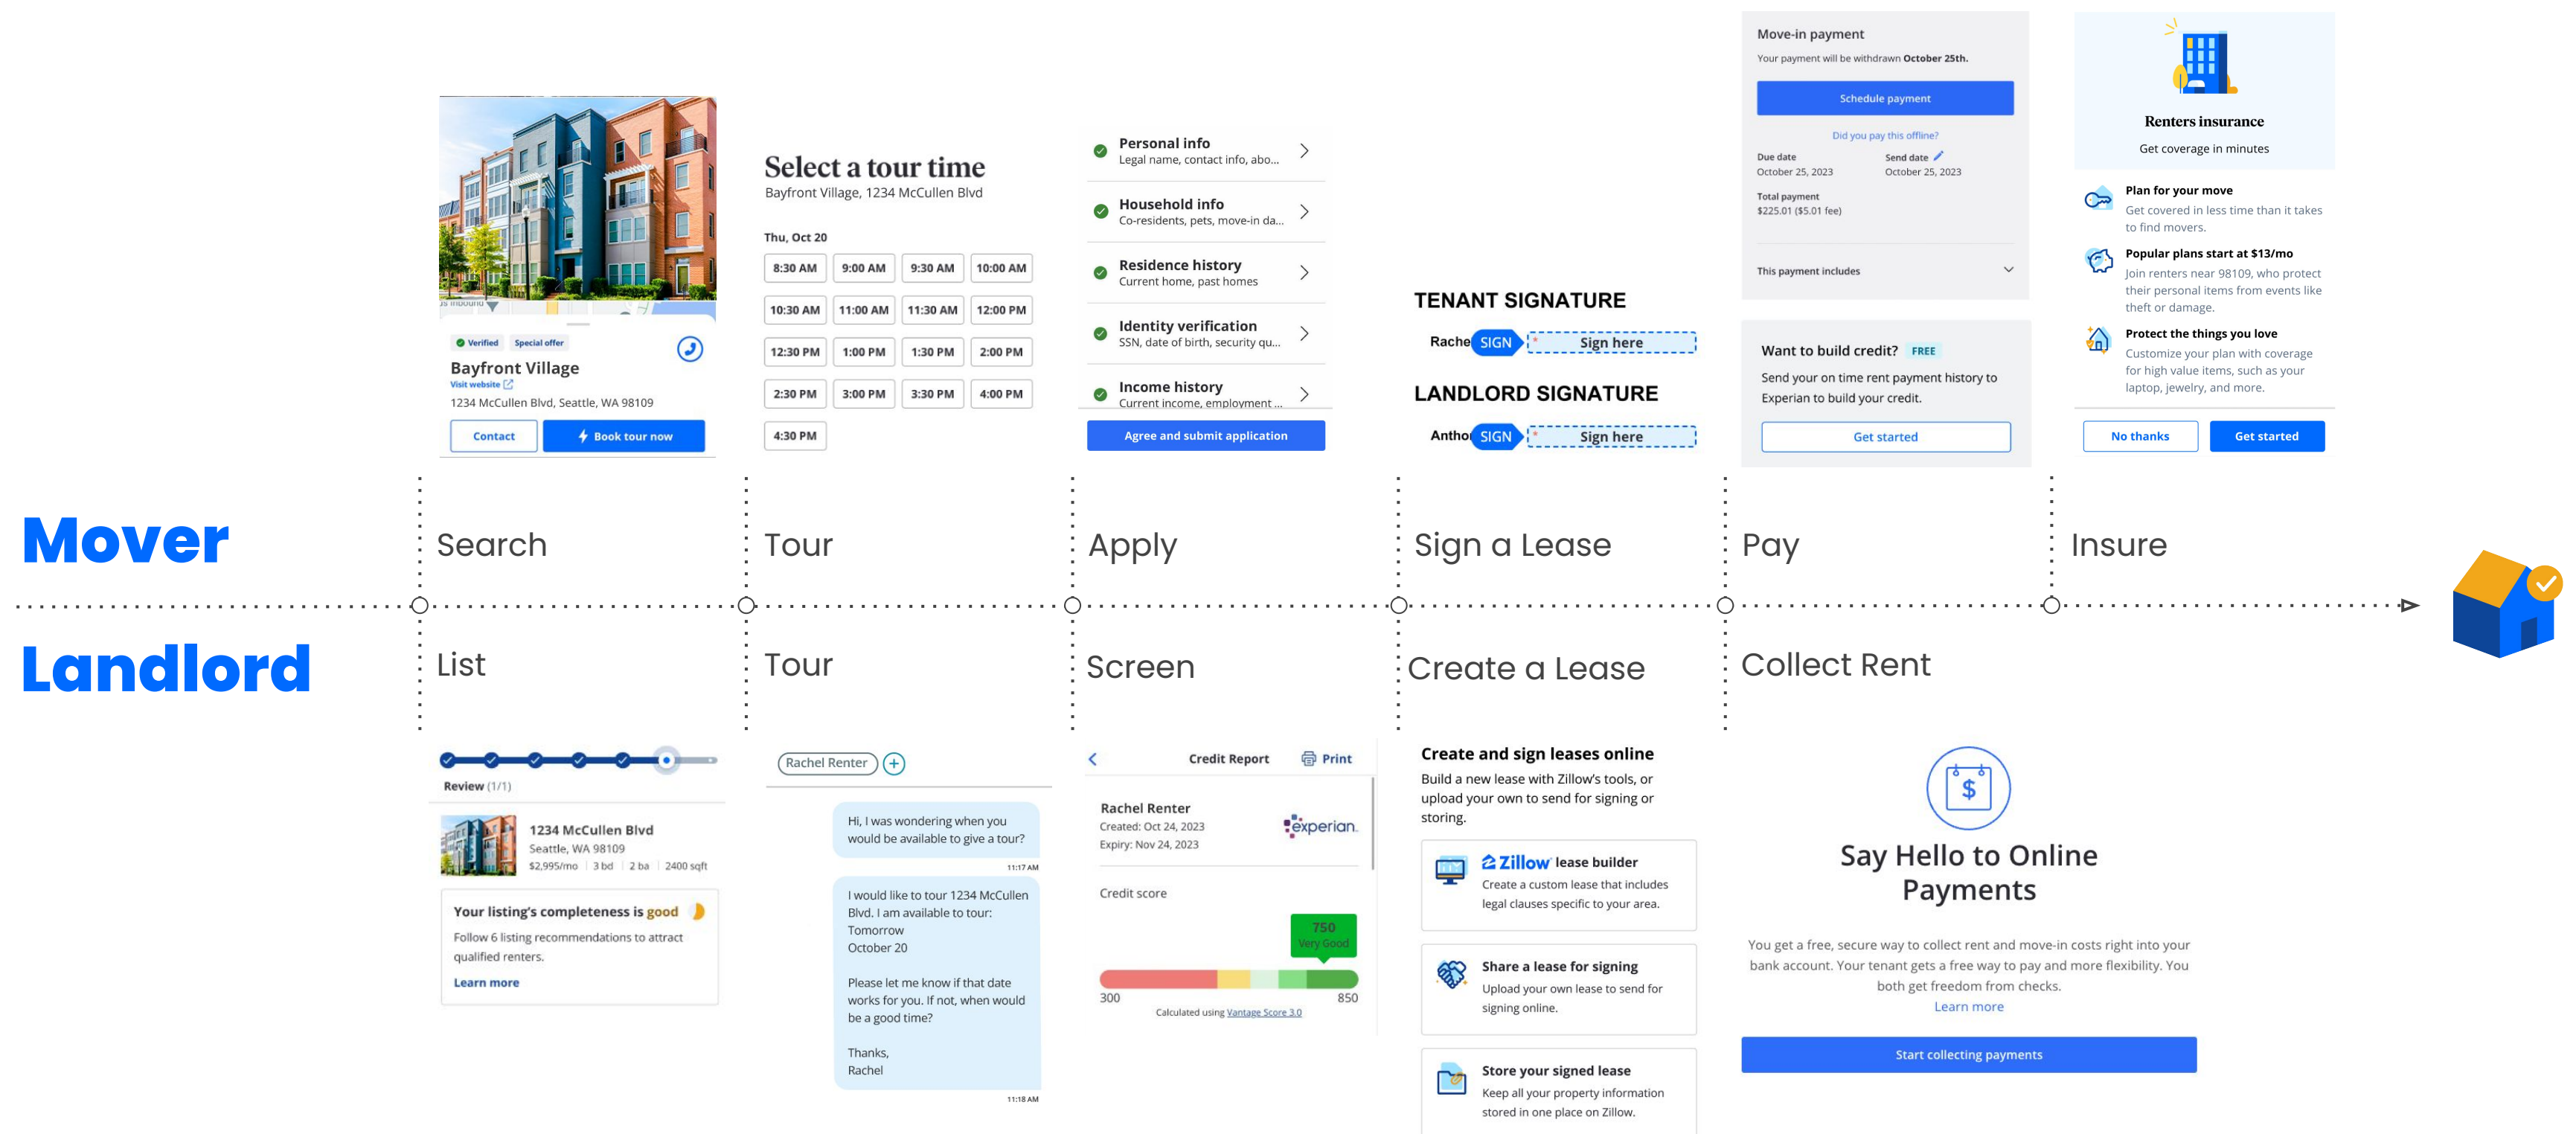 Verified
Special offer
Bayfront Village
Visit website
1234 McCullen Blvd, Seattle, WA 98109
Contact
Book tour now
Select a tour time
Bayfront Village, 1234 McCullen Blvd
Thu, Oct 20
8:30 AM 9:00 AM 9:30 AM 10:00 AM
10:30 AM 11:00 AM 11:30 AM 12:00 PM
12:30 PM 1:00 PM 1:30 PM 2:00 PM
2:30 PM 3:00 PM 3:30 PM 4:00 PM
4:30 PM
Personal info
Legal name, contact info, abo...
Household info
Co-residents, pets, move-in da...
Residence history
Current home, past homes
Identity verification
SSN, date of birth, security qu...
Income history
Current income, employment ...
Agree and submit application
TENANT SIGNATURE
Rache SIGN * Sign here
LANDLORD SIGNATURE
Antho SIGN * Sign here
Move-in payment
Your payment will be withdrawn October 25th.
Schedule payment
Did you pay this offline?
Due date Send date
October 25, 2023 October 25, 2023
Total payment
$225.01 ($5.01 fee)
This payment includes
Want to build credit? FREE
Send your on time rent payment history to
Experian to build your credit.
Get started
Renters insurance
Get coverage in minutes
Plan for your move
Get covered in less time than it takes
to find movers.
Popular plans start at $13/mo
Join renters near 98109, who protect
their personal items from events like
theft or damage.
Protect the things you love
Customize your plan with coverage
for high value items, such as your
laptop, jewelry, and more.
No thanks
Get started
Mover
Search
Tour
Apply
Sign a Lease
Pay
Insure
Landlord
List
Tour
Screen
Create a Lease
Collect Rent
Review (1/1)
1234 McCullen Blvd
Seattle, WA 98109
$2,995/mo 3 bd 2 ba 2400 sqft
Your listing's completeness is good
Follow 6 listing recommendations to attract
qualified renters.
Learn more
Rachel Renter +
Hi, I was wondering when you
would be available to give a tour?
11:17 AM
I would like to tour 1234 McCullen
Blvd. I am available to tour:
Tomorrow
October 20
Please let me know if that date
works for you. If not, when would
be a good time?
Thanks,
Rachel
11:18 AM
Credit Report
Print
Rachel Renter
Created: Oct 24, 2023
Expiry: Nov 24, 2023
experian.
Credit score
750
Very Good
300 850
Calculated using Vantage Score 3.0
Create and sign leases online
Build a new lease with Zillow's tools, or
upload your own to send for signing or
storing.
Zillow lease builder
Create a custom lease that includes
legal clauses specific to your area.
Share a lease for signing
Upload your own lease to send for
signing online.
Store your signed lease
Keep all your property information
stored in one place on Zillow.
$
Say Hello to Online
Payments
You get a free, secure way to collect rent and move-in costs right into your
bank account. Your tenant gets a free way to pay and more flexibility. You
both get freedom from checks.
Learn more
Start collecting payments